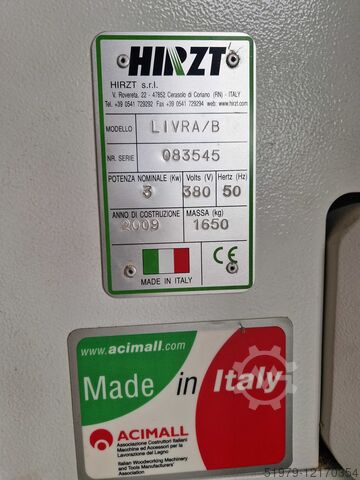 HIRZT
HIRZT s.r.l.
V. Rovereta, 22 - 47852 Cerasolo di Coriano (RN) - ITALY
Tel. +39 0541 729292 Fax +39 0541 729294 web: www.hirzt.com
MODELLO LIVRA/B
NR. SERIE 083545
POTENZA NOMINALE (Kw) Volts (V) Hertz (Hz)
3 380 50
ANNO DI COSTRUZIONE MASSA (kg)
2009 1650
MADE IN ITALY CE
www.acimall.com
Made in Italy
ACIMALL
Associazione Costruttori Italiani
Macchine ed Accessori per la
Lavorazione del Legno
Italian Woodworking Machinery
and Tools Manufacturers'
Association
51979-12170354